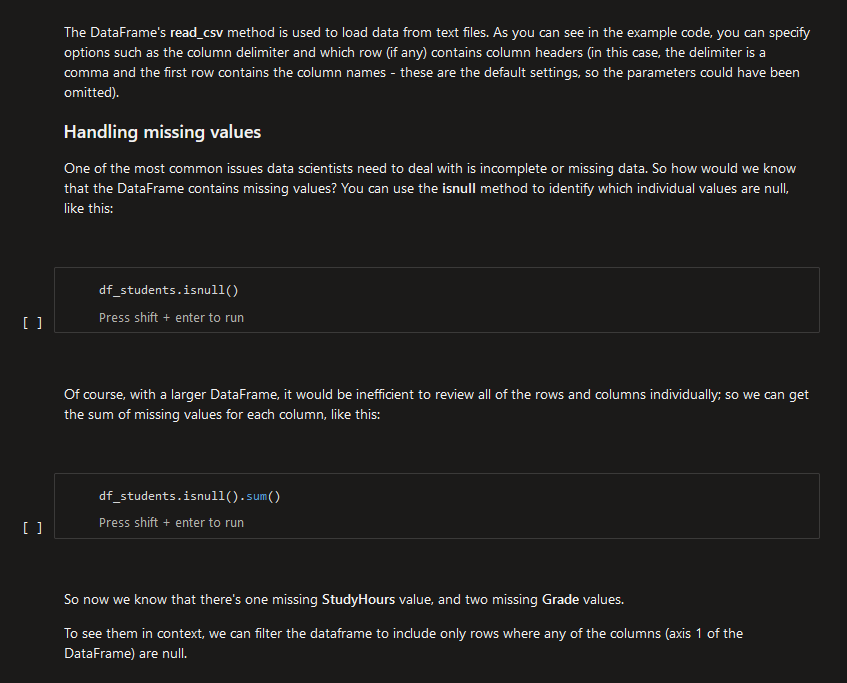 The DataFrame's read_csv method is used to load data from text files. As you can see in the example code, you can specify
options such as the column delimiter and which row (if any) contains column headers (in this case, the delimiter is a
comma and the first row contains the column names - these are the default settings, so the parameters could have been
omitted).
Handling missing values
One of the most common issues data scientists need to deal with is incomplete or missing data. So how would we know
that the DataFrame contains missing values? You can use the isnull method to identify which individual values are null,
like this:
df_students.isnull()
Press shift + enter to run
[ ]
Of course, with a larger DataFrame, it would be inefficient to review all of the rows and columns individually; so we can get
the sum of missing values for each column, like this:
df_students.isnull().sum()
Press shift + enter to run
[ ]
So now we know that there's one missing StudyHours value, and two missing Grade values.
To see them in context, we can filter the dataframe to include only rows where any of the columns (axis 1 of the
DataFrame) are null.